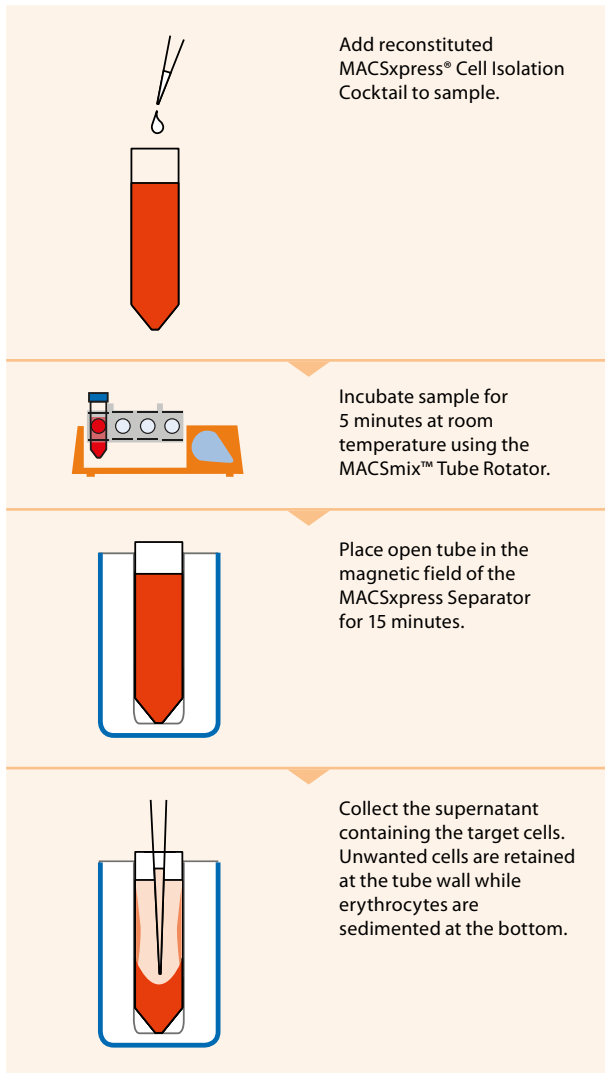 Add reconstituted
MACSxpress® Cell Isolation
Cocktail to sample.
Incubate sample for
5 minutes at room
temperature using the
MACSmix™ Tube Rotator.
Place open tube in the
magnetic field of the
MACSxpress Separator
for 15 minutes.
Collect the supernatant
containing the target cells.
Unwanted cells are retained
at the tube wall while
erythrocytes are
sedimented at the bottom.